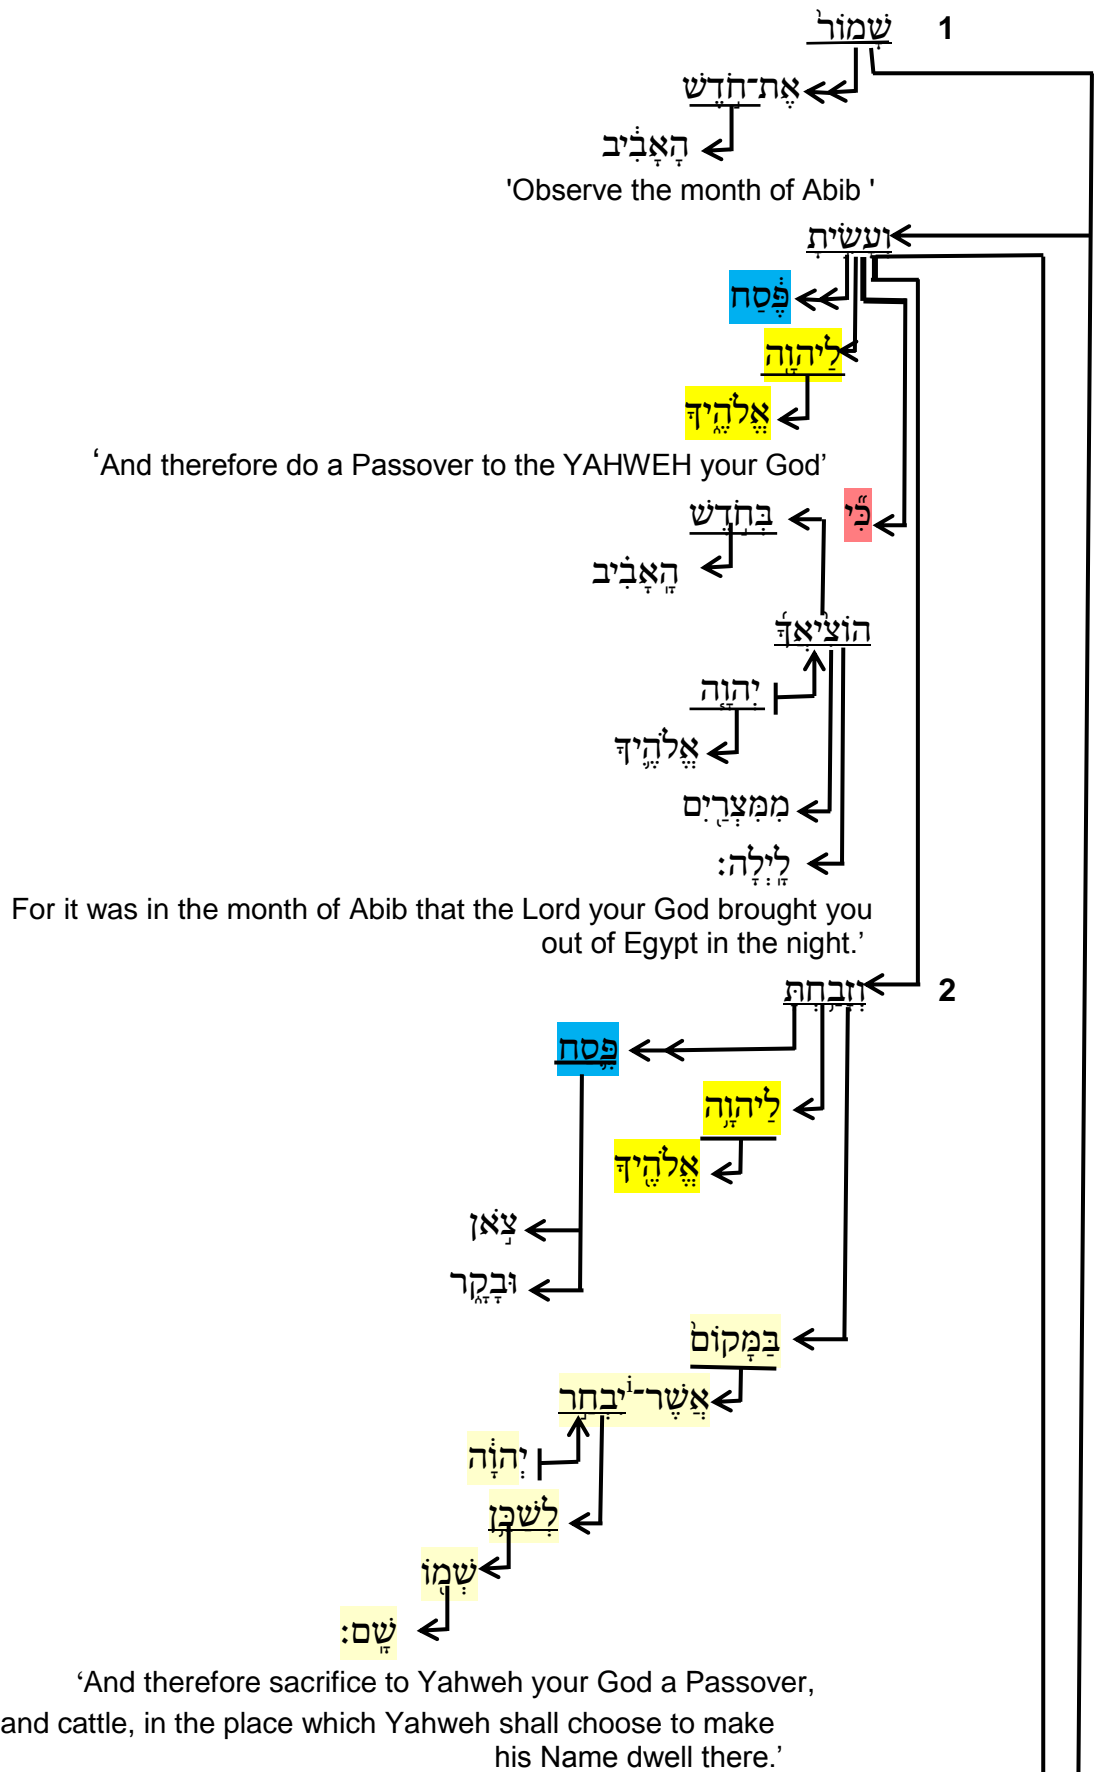 שָׁמוֹר֙ 1
אֶת־חֹ֣דֶשׁ
הָאָבִ֔יב
'Observe the month of Abib '
וְעָשִׂ֣יתָ
פֶּ֔סַח
לַיהוָ֖ה
אֱלֹהֶ֑יךָ
‘And therefore do a Passover to the YAHWEH your God’
כִּ֞י בְּחֹ֣דֶשׁ
הָֽאָבִ֗יב
הוֹצִ֨יאֲךָ֜
יְהוָ֧ה
אֱלֹהֶ֛יךָ
מִמִּצְרַ֖יִם
לָֽיְלָה׃
For it was in the month of Abib that the Lord your God brought you
out of Egypt in the night.’
וְזָבַ֥חְתָּ 2
פֶּ֛סַח
לַיהוָ֥ה
אֱלֹהֶ֖יךָ
צֹ֣אן
וּבָקָ֑ר
בַּמָּקוֹם֙
אֲשֶׁר־iיִבְחַ֣ר
יְהוָ֔ה
לְשַׁכֵּ֥ן
שְׁמ֖וֹ
שָֽׁם׃
‘And therefore sacrifice to Yahweh your God a Passover,
and cattle, in the place which Yahweh shall choose to make
his Name dwell there.’